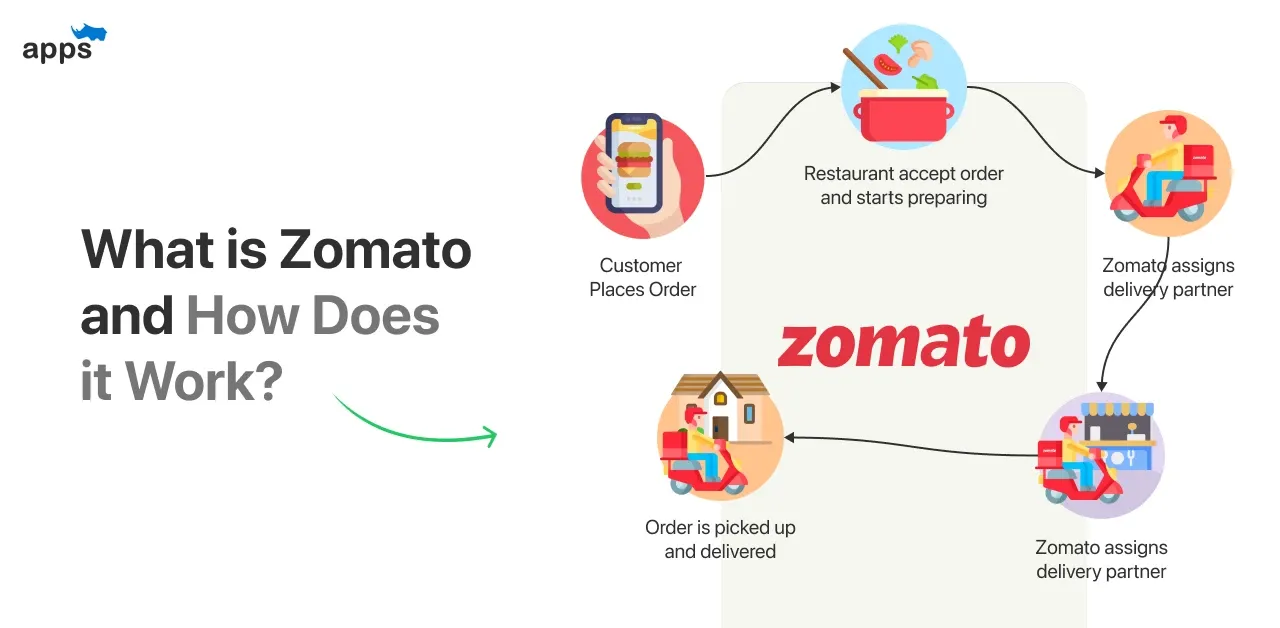 apps
What is Zomato
and How Does
it Work?
Customer
Places Order
Restaurant accept order
and starts preparing
Zomato assigns
delivery partner
zomato
Zomato assigns
delivery partner
Order is picked up
and delivered